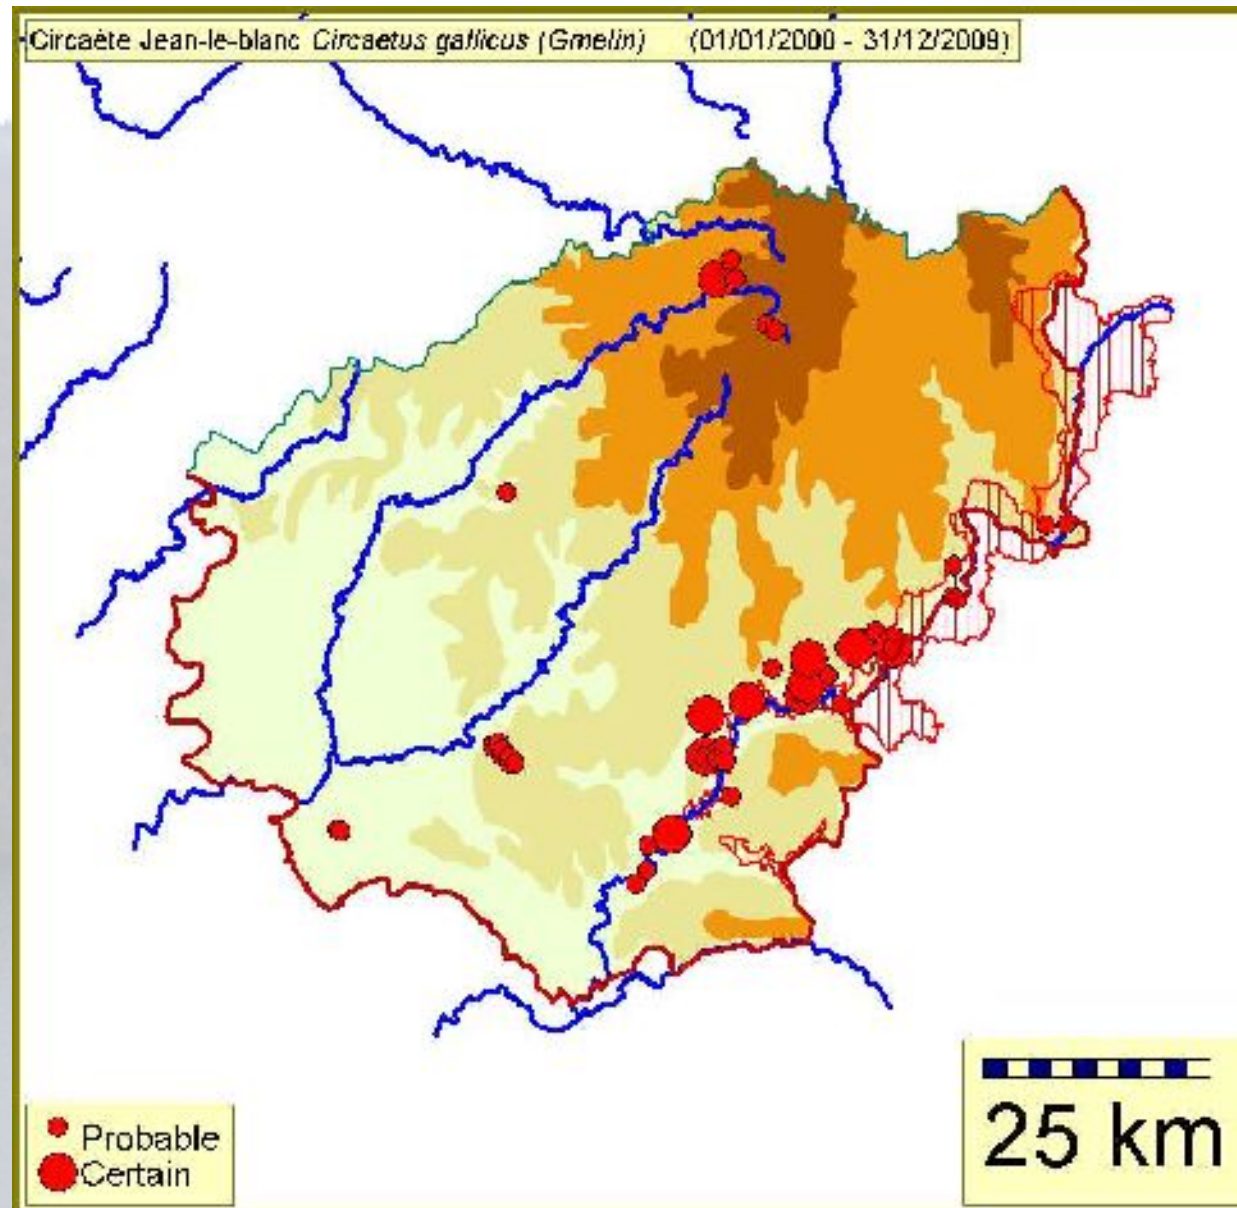 Circaète Jean-le-blanc Circaetus gallicus (Gmelin) (01/01/2000 - 31/12/2009)
Probable
Certain
25 km